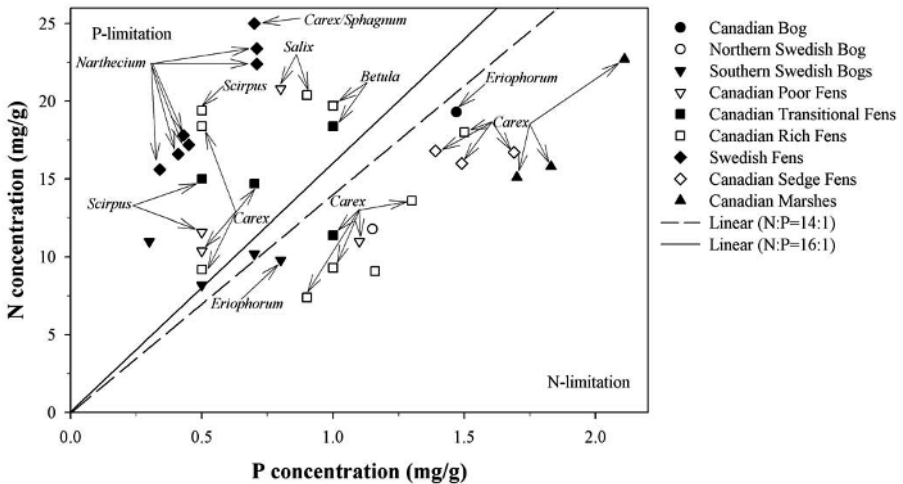 25
20
15
10
5
0
N concentration (mg/g)
P-limitation
Carex/Sphagnum
Narthecium
Salix
Scirpus
Betula
Eriophorum
Carex
Scirpus
Carex
Carex
Eriophorum
N-limitation
0.0 0.5 1.0 1.5 2.0
P concentration (mg/g)
Canadian Bog
Northern Swedish Bog
Southern Swedish Bogs
Canadian Poor Fens
Canadian Transitional Fens
Canadian Rich Fens
Swedish Fens
Canadian Sedge Fens
Canadian Marshes
Linear (N:P=14:1)
Linear (N:P=16:1)